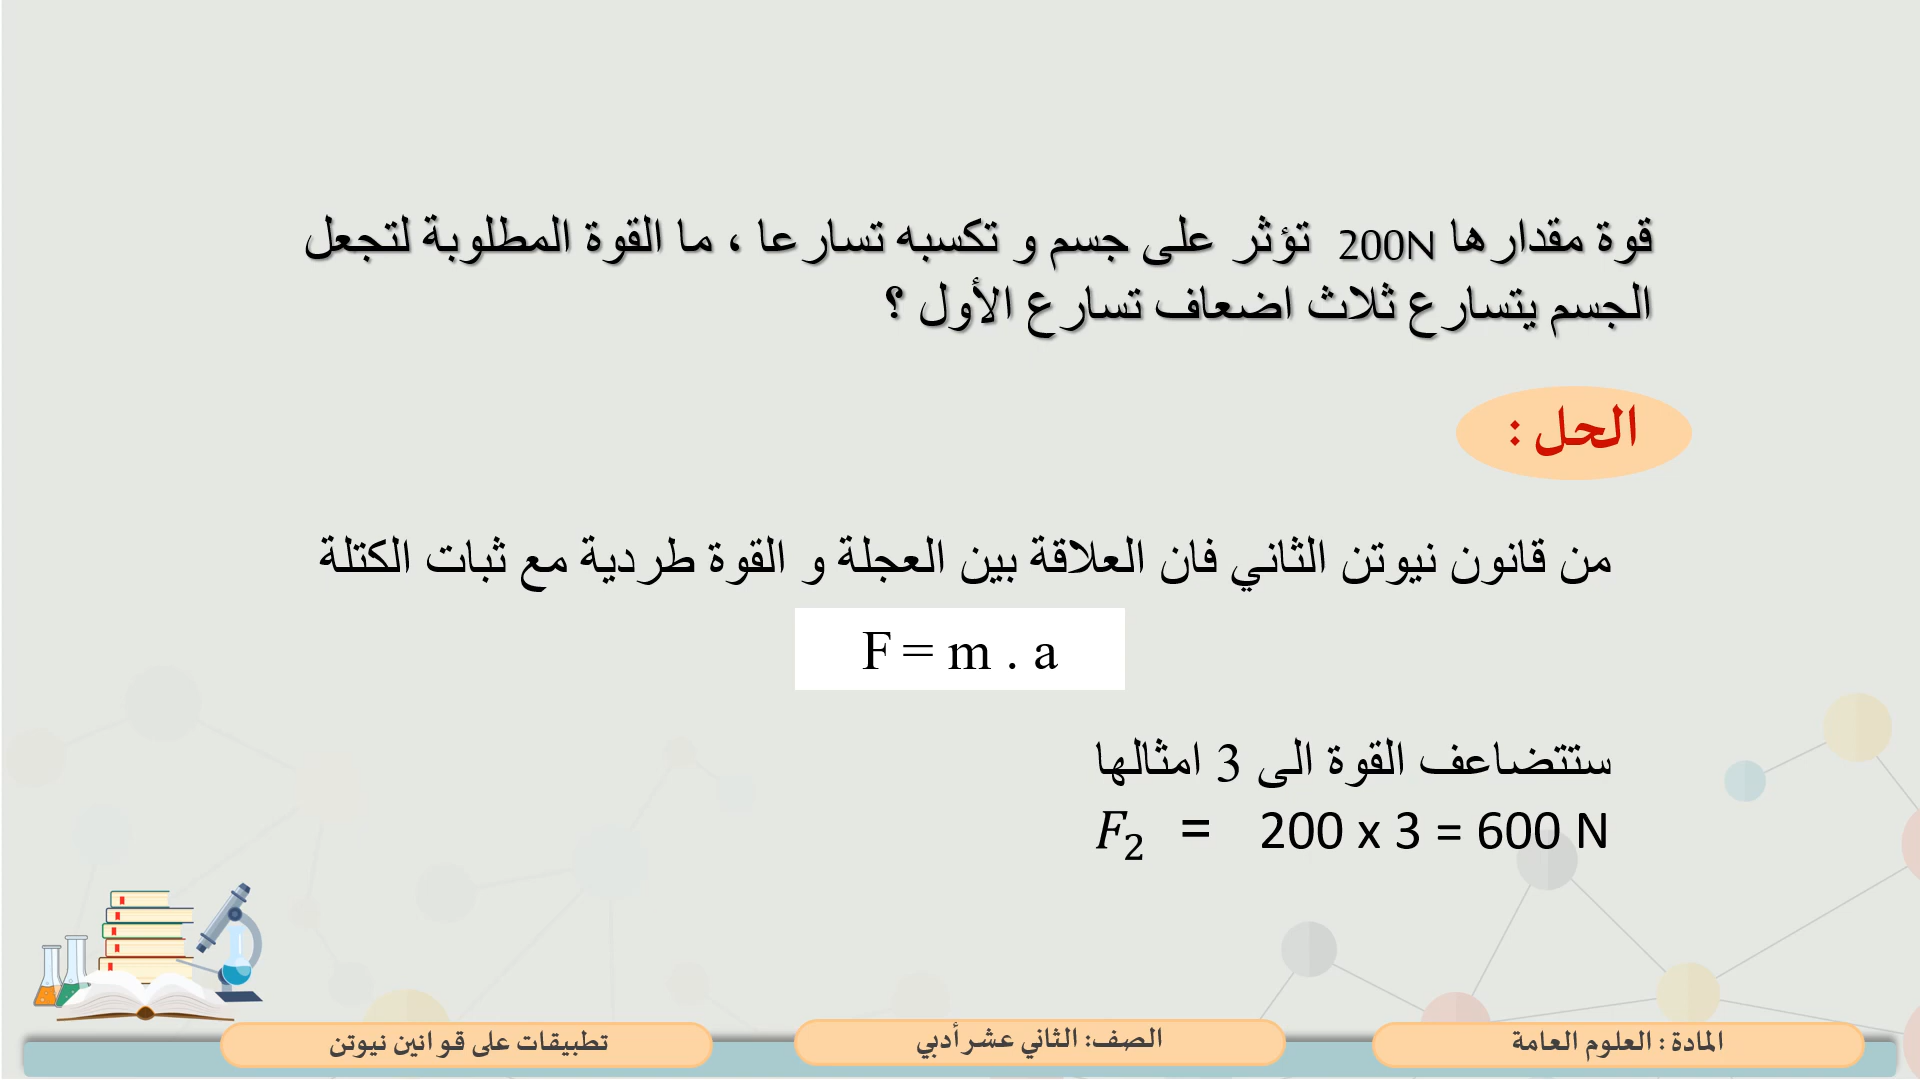 قوة مقدارها 200N تؤثر على جسم و تكسبه تسارعا ، ما القوة المطلوبة لتجعل
الجسم يتسارع ثلاث اضعاف تسارع الأول ؟
الحل :
من قانون نيوتن الثاني فان العلاقة بين العجلة و القوة طردية مع ثبات الكتلة
F = m . a
ستتضاعف القوة الى 3 امثالها
F₂ = 200 x 3 = 600 N
المادة : العلوم العامة
الصف: الثاني عشر أدبي
تطبيقات على قوانين نيوتن